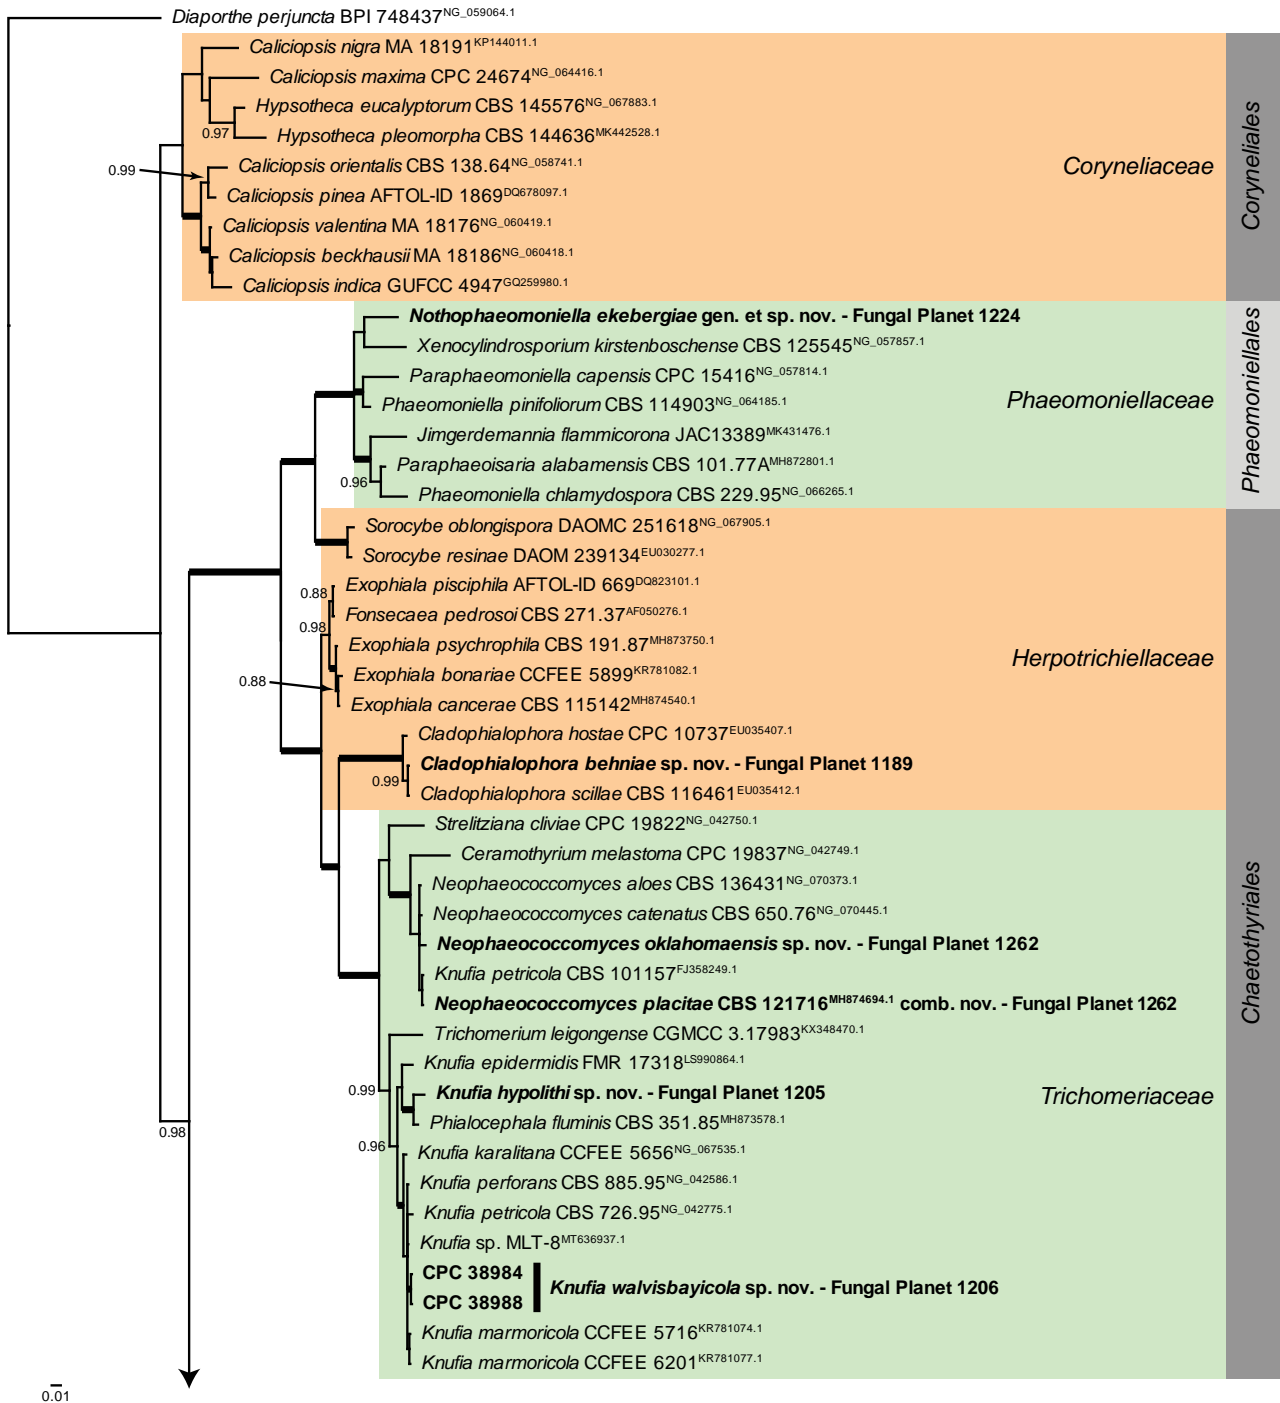 Diaporthe perjuncta BPI 748437NG_059064.1
Caliciopsis nigra MA 18191KP144011.1
Caliciopsis maxima CPC 24674NG_064416.1
Hypsotheca eucalyptorum CBS 145576NG_067883.1
0.97
Hypsotheca pleomorpha CBS 144636MK442528.1
0.99
Caliciopsis orientalis CBS 138.64NG_058741.1
Coryneliaceae
Coryneliales
Caliciopsis pinea AFTOL-ID 1869DQ678097.1
Caliciopsis valentina MA 18176NG_060419.1
Caliciopsis beckhausii MA 18186NG_060418.1
Caliciopsis indica GUFCC 4947GQ259980.1
Nothophaeomoniella ekebergiae gen. et sp. nov. - Fungal Planet 1224
Xenocylindrosporium kirstenboschense CBS 125545NG_057857.1
Paraphaeomoniella capensis CPC 15416NG_057814.1
Phaeomoniellaceae
Phaeomoniellales
Phaeomoniella pinifoliorum CBS 114903NG_064185.1
Jimgerdemannia flammicorona JAC13389MK431476.1
Paraphaeoisaria alabamensis CBS 101.77AMH872801.1
0.96
Phaeomoniella chlamydospora CBS 229.95NG_066265.1
Sorocybe oblongispora DAOMC 251618NG_067905.1
Sorocybe resinae DAOM 239134EU030277.1
Exophiala pisciphila AFTOL-ID 669DQ823101.1
0.88
Fonsecaea pedrosoi CBS 271.37AF050276.1
0.98
Exophiala psychrophila CBS 191.87MH873750.1
Herpotrichiellaceae
Exophiala bonariae CCFEE 5899KR781082.1
0.88
Exophiala cancerae CBS 115142MH874540.1
Cladophialophora hostae CPC 10737EU035407.1
Cladophialophora behniae sp. nov. - Fungal Planet 1189
0.99
Cladophialophora scillae CBS 116461EU035412.1
Strelitziana cliviae CPC 19822NG_042750.1
Ceramothyrium melastoma CPC 19837NG_042749.1
Neophaeococcomyces aloes CBS 136431NG_070373.1
Neophaeococcomyces catenatus CBS 650.76NG_070445.1
Neophaeococcomyces oklahomaensis sp. nov. - Fungal Planet 1262
Chaetothyriales
Knufia petricola CBS 101157FJ358249.1
Neophaeococcomyces placitae CBS 121716MH874694.1 comb. nov. - Fungal Planet 1262
Trichomerium leigongense CGMCC 3.17983KX348470.1
Knufia epidermidis FMR 17318LS990864.1
0.99
Knufia hypolithi sp. nov. - Fungal Planet 1205
Trichomeriaceae
Phialocephala fluminis CBS 351.85MH873578.1
0.98
0.96
Knufia karalitana CCFEE 5656NG_067535.1
Knufia perforans CBS 885.95NG_042586.1
Knufia petricola CBS 726.95NG_042775.1
Knufia sp. MLT-8MT636937.1
CPC 38984
Knufia walvisbayicola sp. nov. - Fungal Planet 1206
CPC 38988
Knufia marmoricola CCFEE 5716KR781074.1
Knufia marmoricola CCFEE 6201KR781077.1
0.01